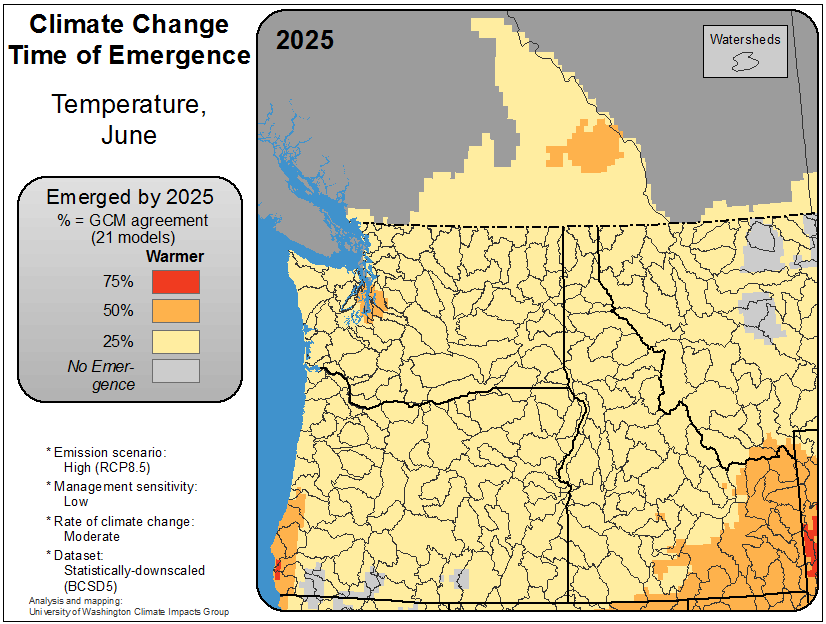 Climate Change
Time of Emergence
Temperature,
June
Emerged by 2025
% = GCM agreement
(21 models)
Warmer
75%
50%
25%
No Emer-
gence
* Emission scenario:
High (RCP8.5)
* Management sensitivity:
Low
* Rate of climate change:
Moderate
* Dataset:
Statistically-downscaled
(BCSD5)
Analysis and mapping:
University of Washington Climate Impacts Group
2025
Watersheds